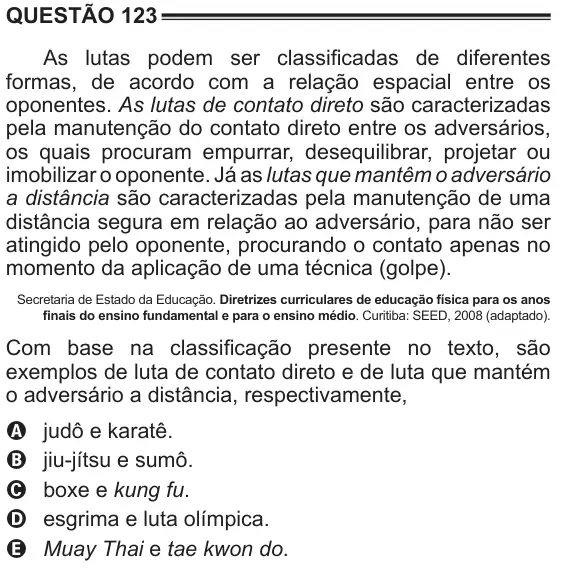 QUESTÃO 123
As lutas podem ser classificadas de diferentes
formas, de acordo com a relação espacial entre os
oponentes. As lutas de contato direto são caracterizadas
pela manutenção do contato direto entre os adversários,
os quais procuram empurrar, desequilibrar, projetar ou
imobilizar o oponente. Já as lutas que mantêm o adversário
a distância são caracterizadas pela manutenção de uma
distância segura em relação ao adversário, para não ser
atingido pelo oponente, procurando o contato apenas no
momento da aplicação de uma técnica (golpe).
Secretaria de Estado da Educação. Diretrizes curriculares de educação física para os anos
finais do ensino fundamental e para o ensino médio. Curitiba: SEED, 2008 (adaptado).
Com base na classificação presente no texto, são
exemplos de luta de contato direto e de luta que mantém
o adversário a distância, respectivamente,
A judô e karatê.
B jiu-jítsu e sumô.
C boxe e kung fu.
D esgrima e luta olímpica.
E Muay Thai e tae kwon do.